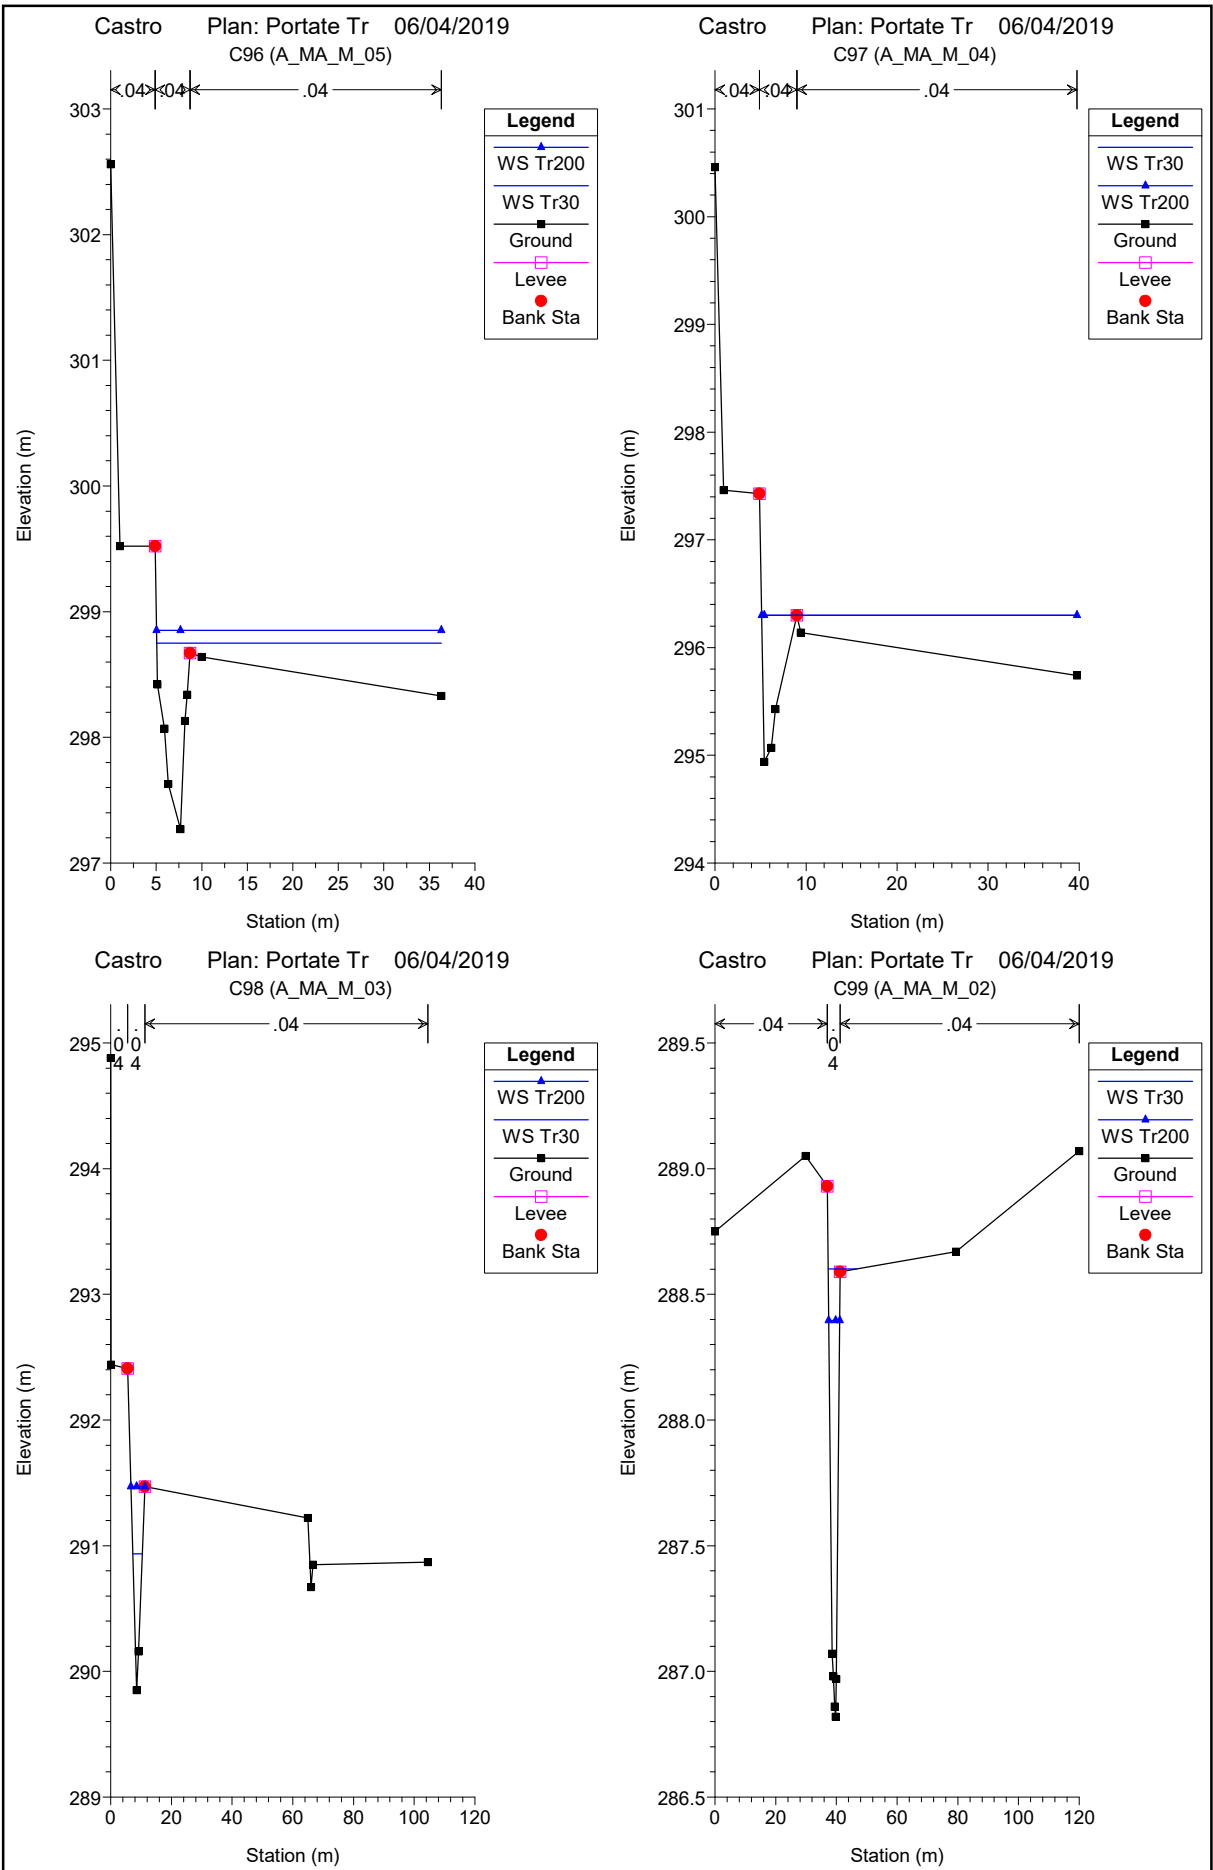 Castro Plan: Portate Tr 06/04/2019
C96 (A_MA_M_05)
.04 .04 .04
303
302
301
300
299
298
297
0 5 10 15 20 25 30 35 40
Elevation (m)
Station (m)
Legend
WS Tr200
WS Tr30
Ground
Levee
Bank Sta
Castro Plan: Portate Tr 06/04/2019
C97 (A_MA_M_04)
.04 .04 .04
301
300
299
298
297
296
295
294
0 10 20 30 40
Elevation (m)
Station (m)
Legend
WS Tr30
WS Tr200
Ground
Levee
Bank Sta
Castro Plan: Portate Tr 06/04/2019
C98 (A_MA_M_03)
.04 .04 .04
295
294
293
292
291
290
289
0 20 40 60 80 100 120
Elevation (m)
Station (m)
Legend
WS Tr200
WS Tr30
Ground
Levee
Bank Sta
Castro Plan: Portate Tr 06/04/2019
C99 (A_MA_M_02)
.04 .04 .04
289.5
289.0
288.5
288.0
287.5
287.0
286.5
0 20 40 60 80 100 120
Elevation (m)
Station (m)
Legend
WS Tr30
WS Tr200
Ground
Levee
Bank Sta